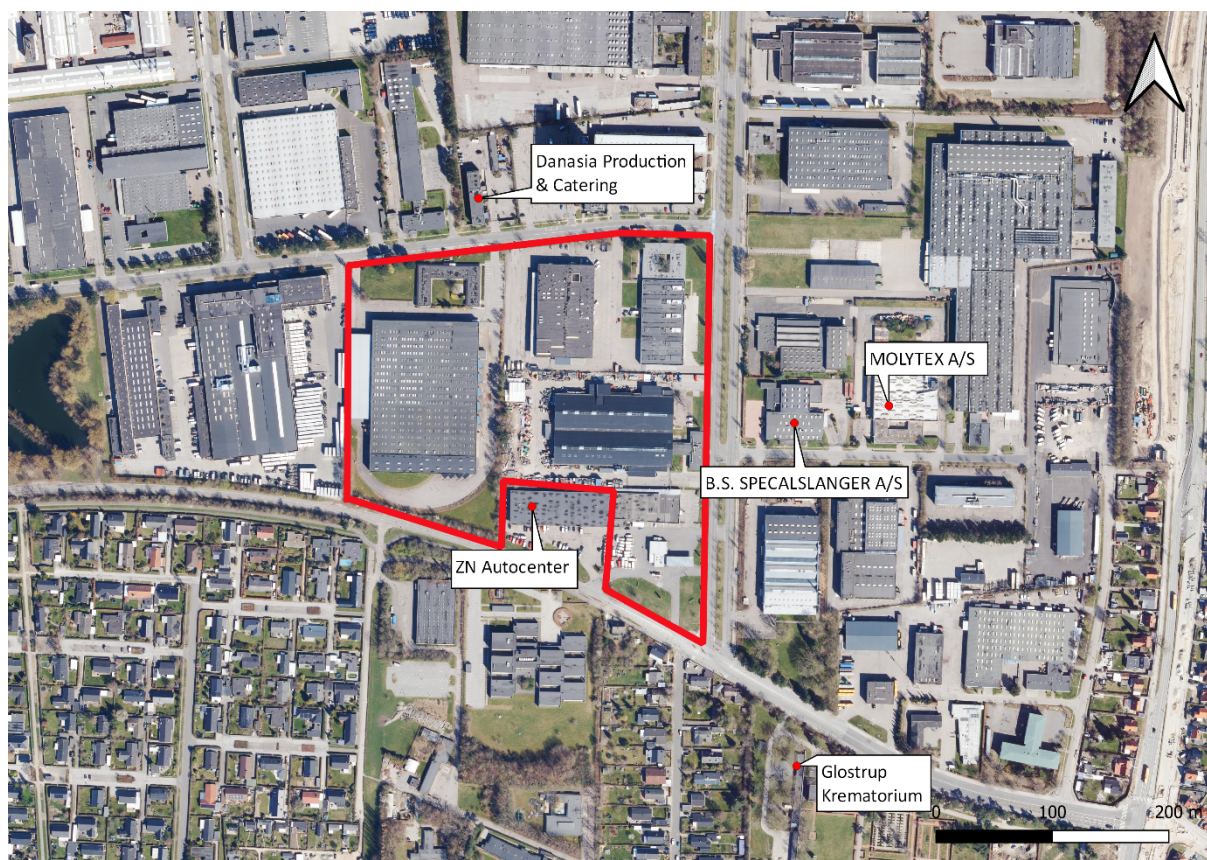 Danasia Production
& Catering
MOLYTEX A/S
B.S. SPECALSLANGER A/S
ZN Autocenter
Glostrup
Krematorium
0 100 200 m